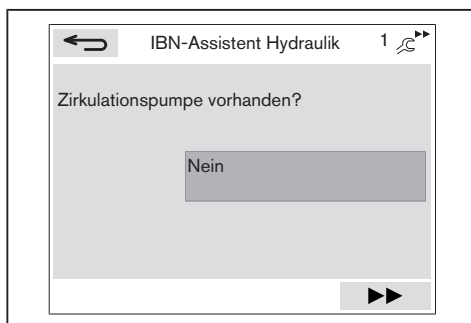 IBN-Assistent Hydraulik 1
Zirkulationspumpe vorhanden?
Nein